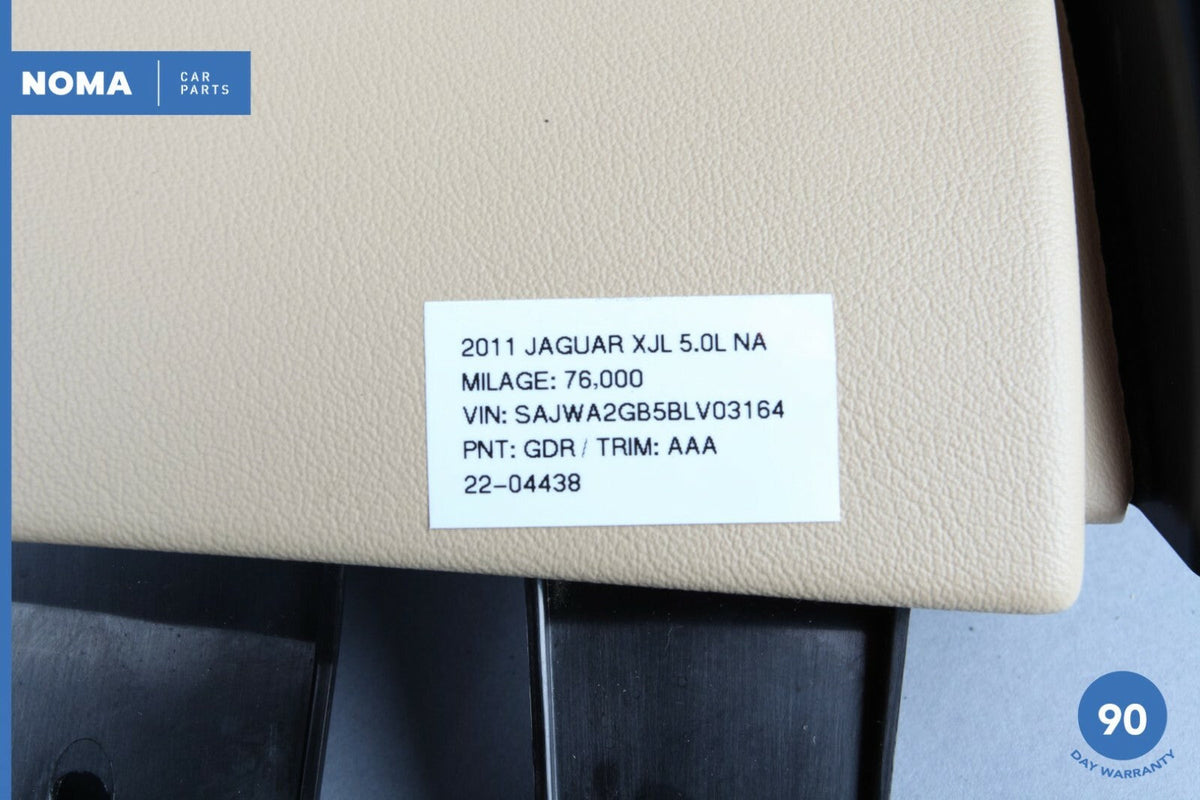 NOMA
CAR
PARTS
2011 JAGUAR XJL 5.0L NA
MILAGE: 76,000
VIN: SAJWA2GB5BLV03164
PNT: GDR / TRIM: AAA
22-04438
90
DAY WARRANTY